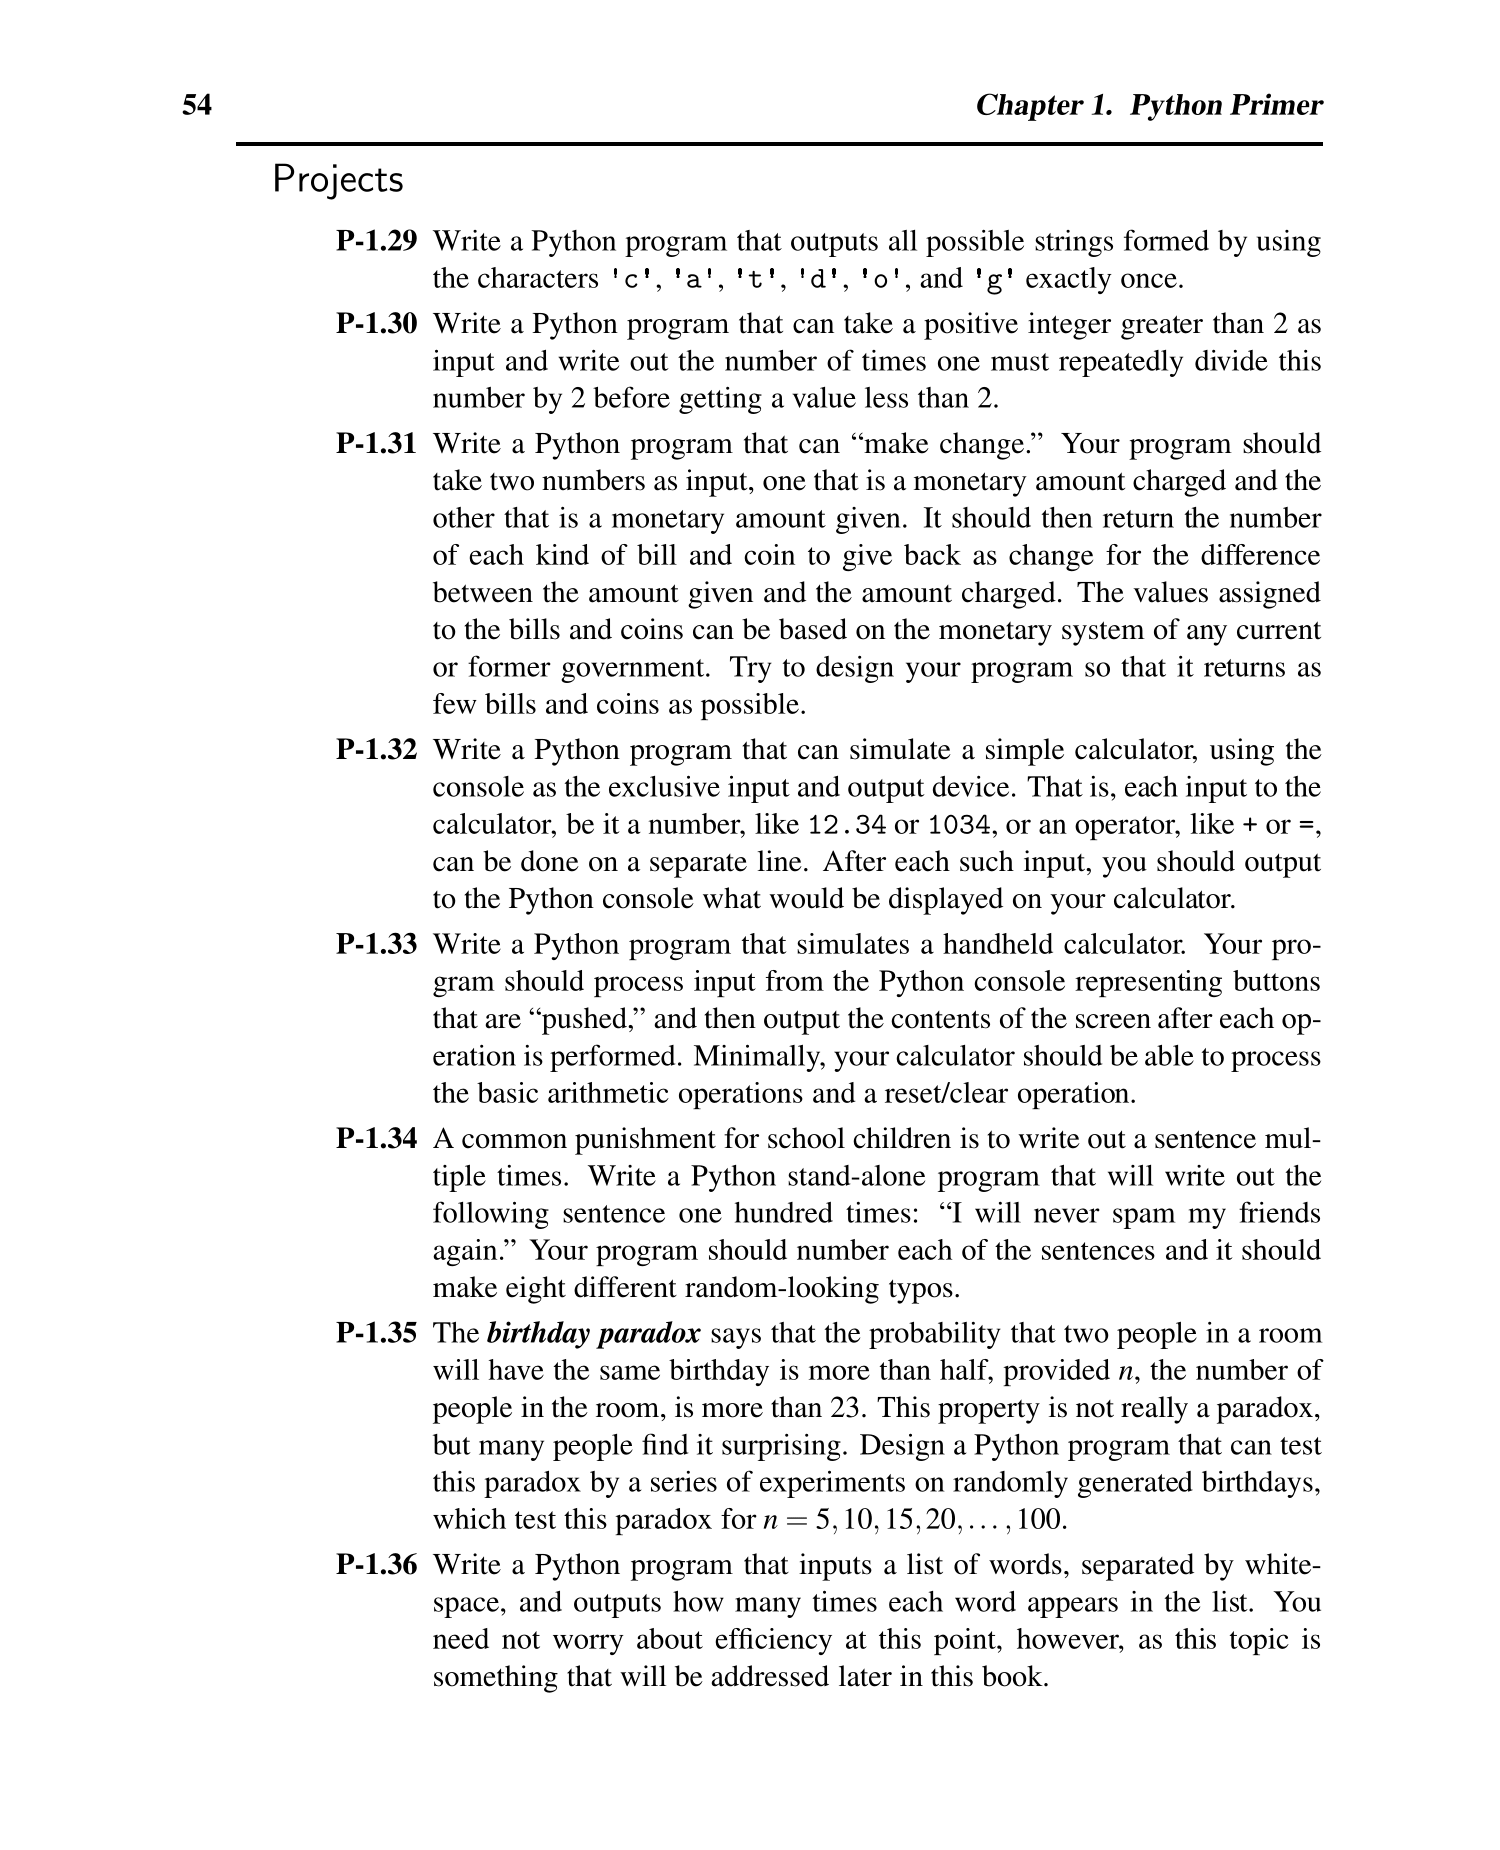 54
Chapter 1. Python Primer
Projects
P-1.29 Write a Python program that outputs all possible strings formed by using
the characters 'c', 'a', 't', 'd', 'o', and 'g' exactly once.
P-1.30 Write a Python program that can take a positive integer greater than 2 as
input and write out the number of times one must repeatedly divide this
number by 2 before getting a value less than 2.
P-1.31 Write a Python program that can “make change.” Your program should
take two numbers as input, one that is a monetary amount charged and the
other that is a monetary amount given. It should then return the number
of each kind of bill and coin to give back as change for the difference
between the amount given and the amount charged. The values assigned
to the bills and coins can be based on the monetary system of any current
or former government. Try to design your program so that it returns as
few bills and coins as possible.
P-1.32 Write a Python program that can simulate a simple calculator, using the
console as the exclusive input and output device. That is, each input to the
calculator, be it a number, like 12.34 or 1034, or an operator, like + or =,
can be done on a separate line. After each such input, you should output
to the Python console what would be displayed on your calculator.
P-1.33 Write a Python program that simulates a handheld calculator. Your pro-
gram should process input from the Python console representing buttons
that are “pushed,” and then output the contents of the screen after each op-
eration is performed. Minimally, your calculator should be able to process
the basic arithmetic operations and a reset/clear operation.
P-1.34 A common punishment for school children is to write out a sentence mul-
tiple times. Write a Python stand-alone program that will write out the
following sentence one hundred times: “I will never spam my friends
again.” Your program should number each of the sentences and it should
make eight different random-looking typos.
P-1.35 The birthday paradox says that the probability that two people in a room
will have the same birthday is more than half, provided n, the number of
people in the room, is more than 23. This property is not really a paradox,
but many people find it surprising. Design a Python program that can test
this paradox by a series of experiments on randomly generated birthdays,
which test this paradox for n = 5,10,15,20,...,100.
P-1.36 Write a Python program that inputs a list of words, separated by white-
space, and outputs how many times each word appears in the list. You
need not worry about efficiency at this point, however, as this topic is
something that will be addressed later in this book.